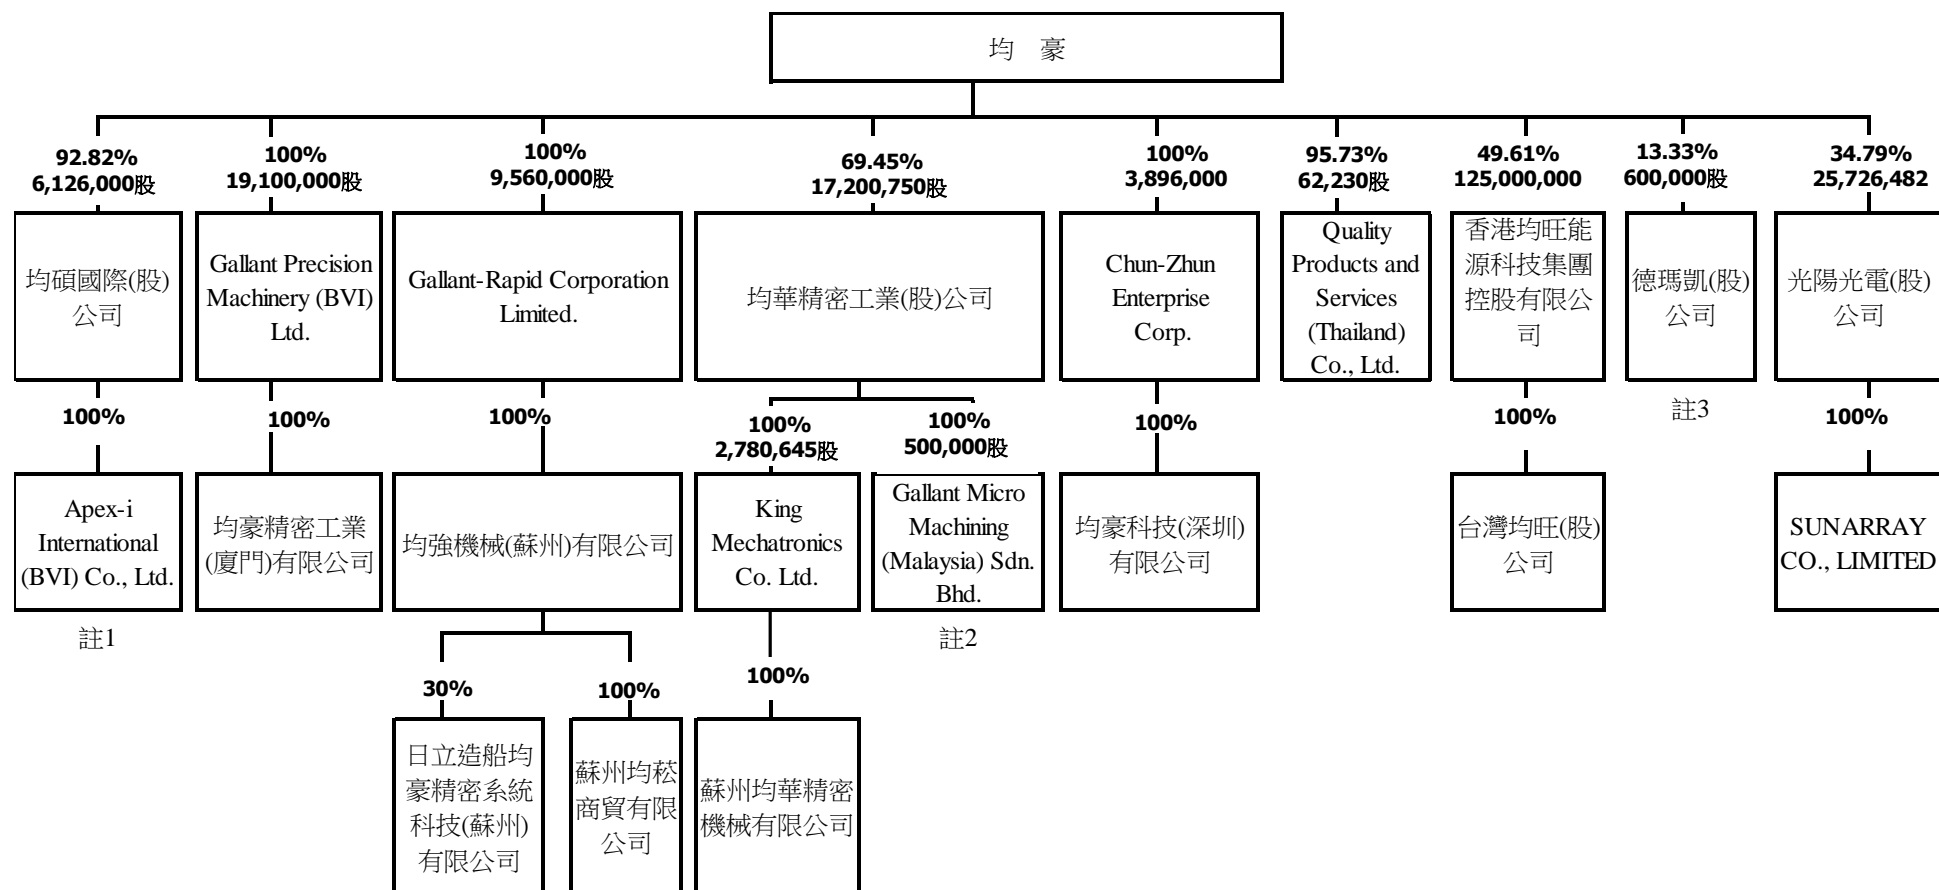 均 豪
92.82%
6,126,000股
100%
19,100,000股
100%
9,560,000股
69.45%
17,200,750股
100%
3,896,000
95.73%
62,230股
49.61%
125,000,000
13.33%
600,000股
34.79%
25,726,482
均碩國際(股)
公司
Gallant Precision
Machinery (BVI)
Ltd.
Gallant-Rapid Corporation
Limited.
均華精密工業(股)公司
Chun-Zhun
Enterprise
Corp.
Quality
Products and
Services
(Thailand)
Co., Ltd.
香港均旺能
源科技集團
控股有限公
司
德瑪凱(股)
公司
光陽光電(股)
公司
100%
100%
100%
100%
2,780,645股
100%
500,000股
100%
100%
註3
100%
Apex-i
International
(BVI) Co., Ltd.
均豪精密工業
(廈門)有限公司
均強機械(蘇州)有限公司
King
Mechatronics
Co. Ltd.
Gallant Micro
Machining
(Malaysia) Sdn.
Bhd.
均豪科技(深圳)
有限公司
台灣均旺(股)
公司
SUNARRAY
CO., LIMITED
註1
註2
30%
100%
100%
日立造船均
豪精密系統
科技(蘇州)
有限公司
蘇州均菘
商貿有限
公司
蘇州均華精密
機械有限公司